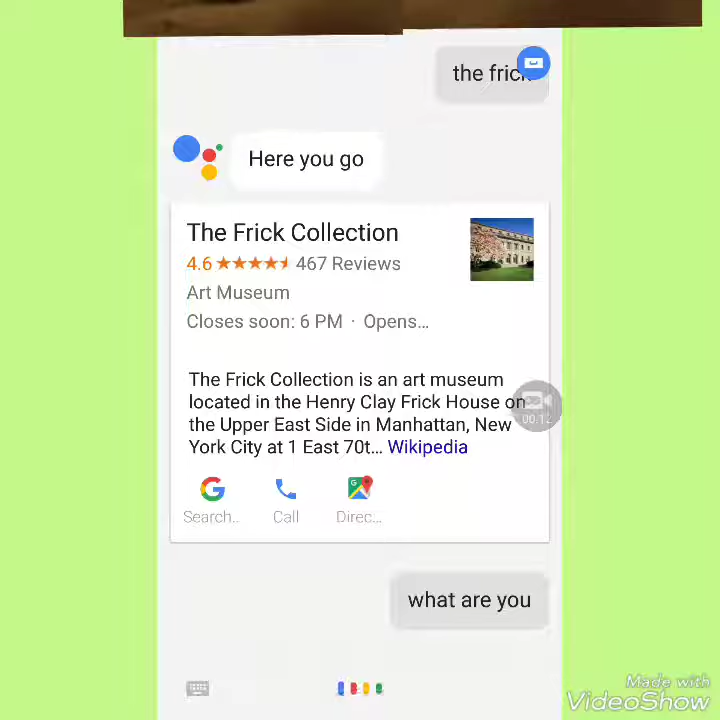 the frick
Here you go
The Frick Collection
4.6 467 Reviews
Art Museum
Closes soon: 6 PM · Opens...
The Frick Collection is an art museum
located in the Henry Clay Frick House on
the Upper East Side in Manhattan, New
York City at 1 East 70t... Wikipedia
00:12
Search... Call Direc...
what are you
Made with
VideoShow